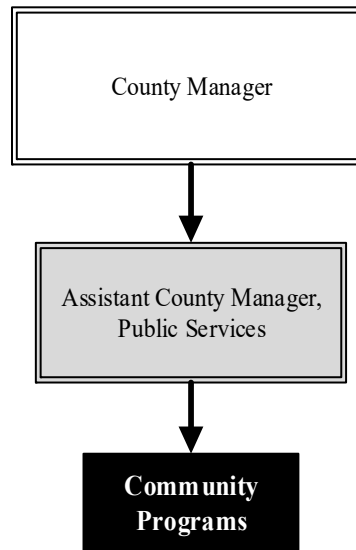 County Manager
Assistant County Manager,
Public Services
Community
Programs